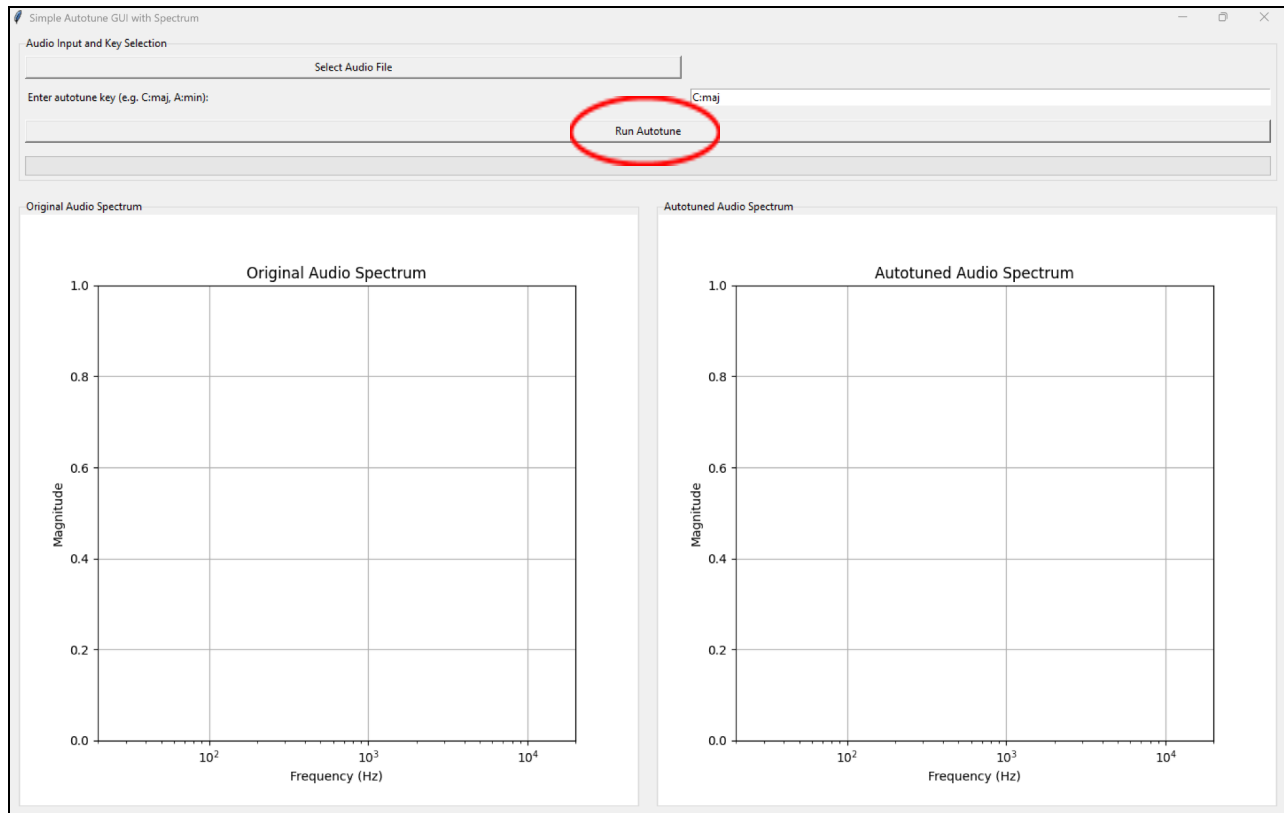 Simple Autotune GUI with Spectrum
Audio Input and Key Selection
Select Audio File
Enter autotune key (e.g. C:maj, A:min):
C:maj
Run Autotune
Original Audio Spectrum
Original Audio Spectrum
1.0
0.8
0.6
0.4
0.2
0.0
Magnitude
10²
10³
10⁴
Frequency (Hz)
Autotuned Audio Spectrum
Autotuned Audio Spectrum
1.0
0.8
0.6
0.4
0.2
0.0
Magnitude
10²
10³
10⁴
Frequency (Hz)